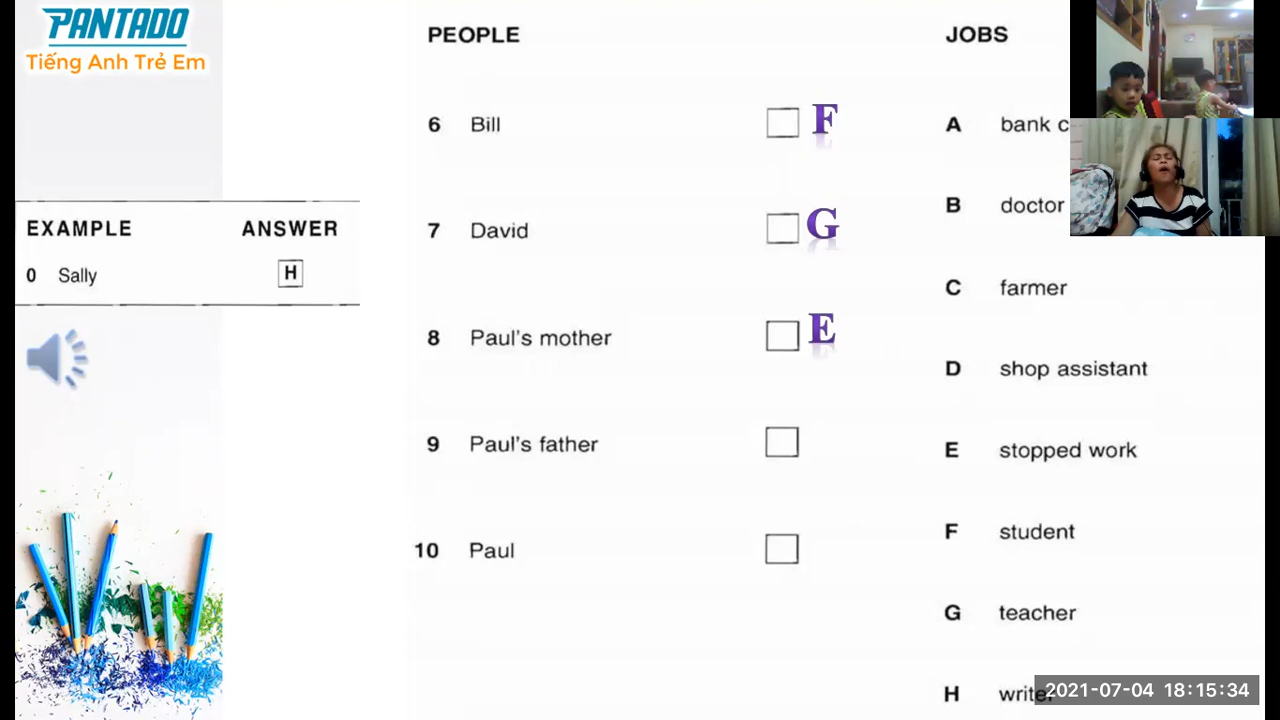 PANTADO
Tiếng Anh Trẻ Em
EXAMPLE ANSWER
0 Sally H
PEOPLE
6 Bill F
7 David G
8 Paul's mother E
9 Paul's father
10 Paul
JOBS
A bank c
B doctor
C farmer
D shop assistant
E stopped work
F student
G teacher
H write
2021-07-04 18:15:34